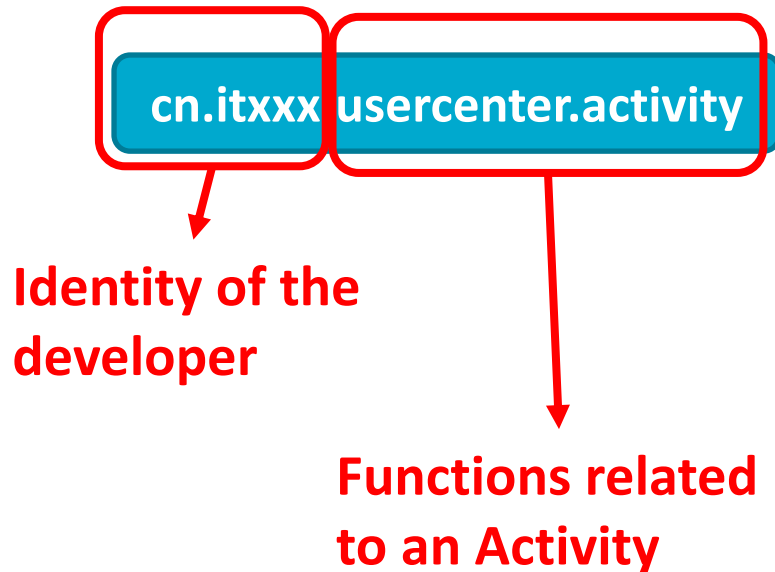 cn.itxxx.usercenter.activity
Identity of the
developer
Functions related
to an Activity